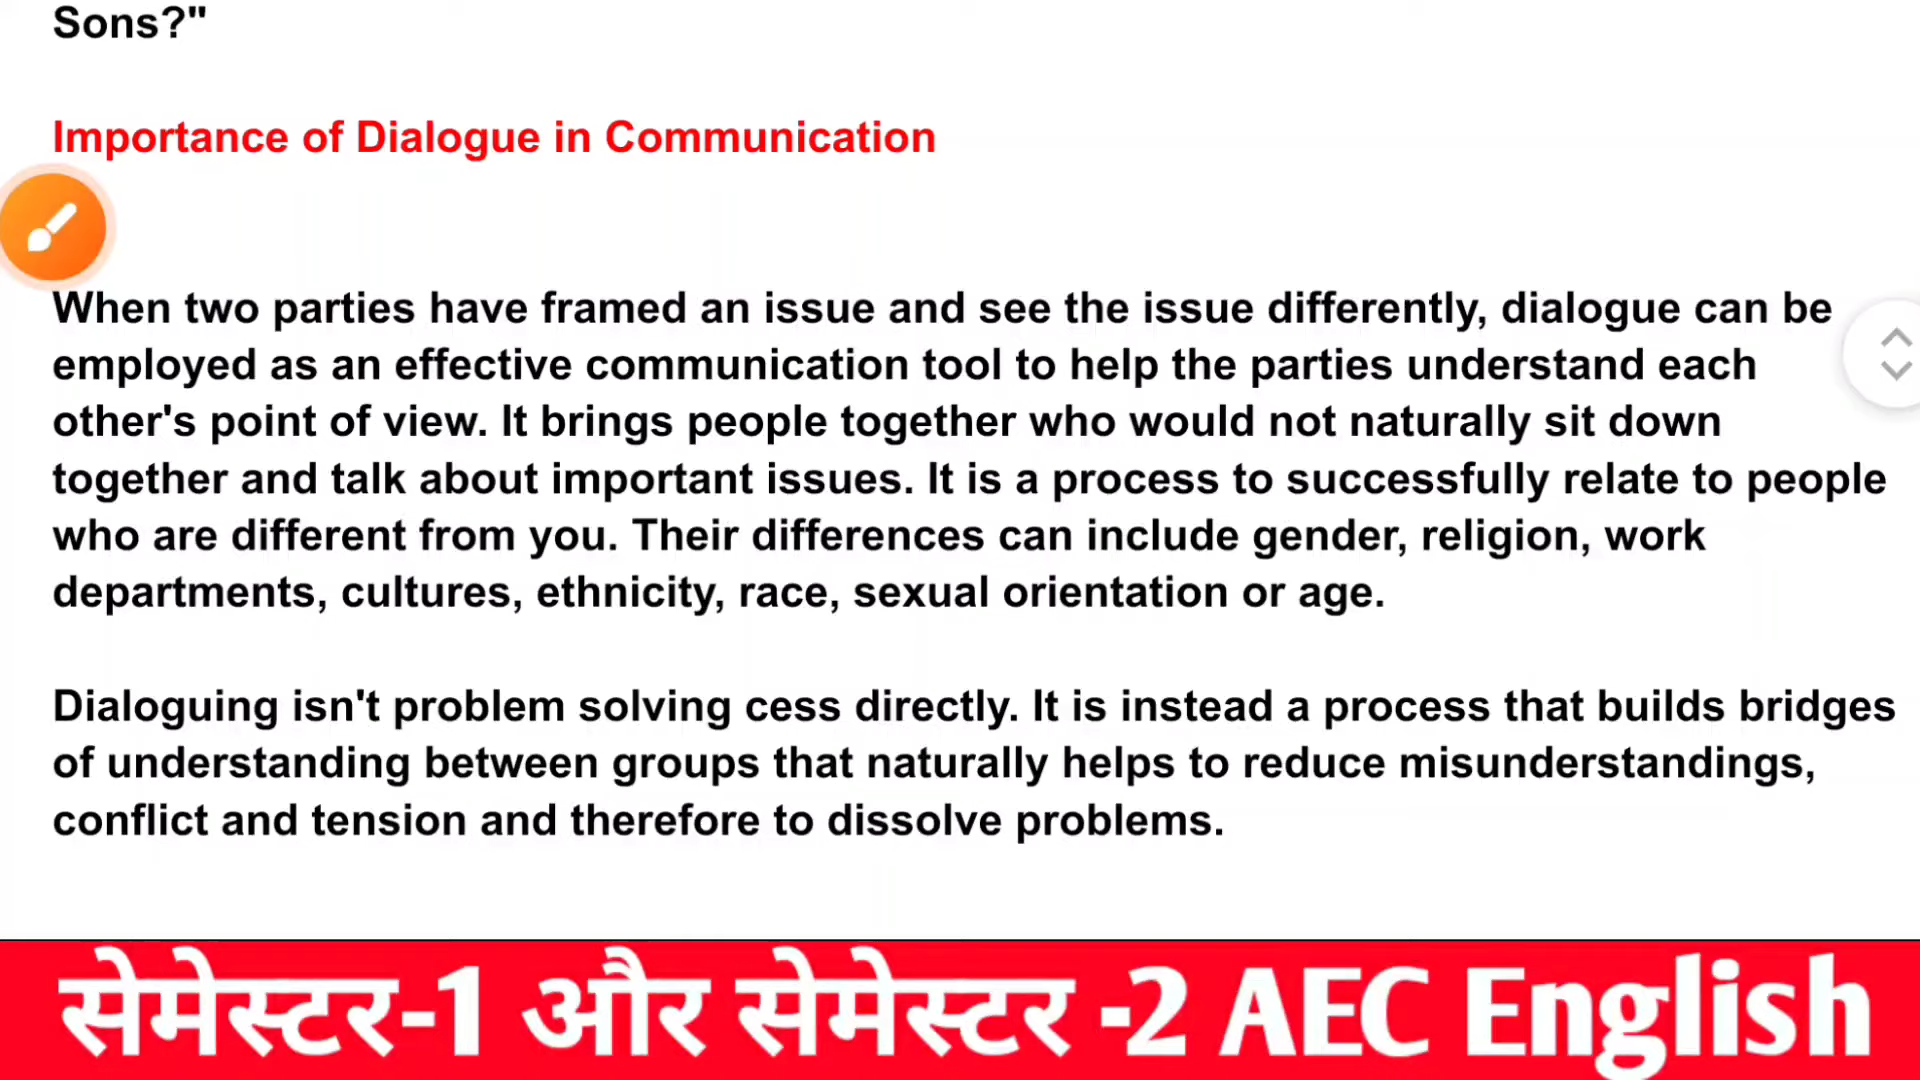 Sons?"
Importance of Dialogue in Communication
When two parties have framed an issue and see the issue differently, dialogue can be
employed as an effective communication tool to help the parties understand each
other's point of view. It brings people together who would not naturally sit down
together and talk about important issues. It is a process to successfully relate to people
who are different from you. Their differences can include gender, religion, work
departments, cultures, ethnicity, race, sexual orientation or age.
Dialoguing isn't problem solving cess directly. It is instead a process that builds bridges
of understanding between groups that naturally helps to reduce misunderstandings,
conflict and tension and therefore to dissolve problems.
सेमेस्टर-1 और सेमेस्टर -2 AEC English